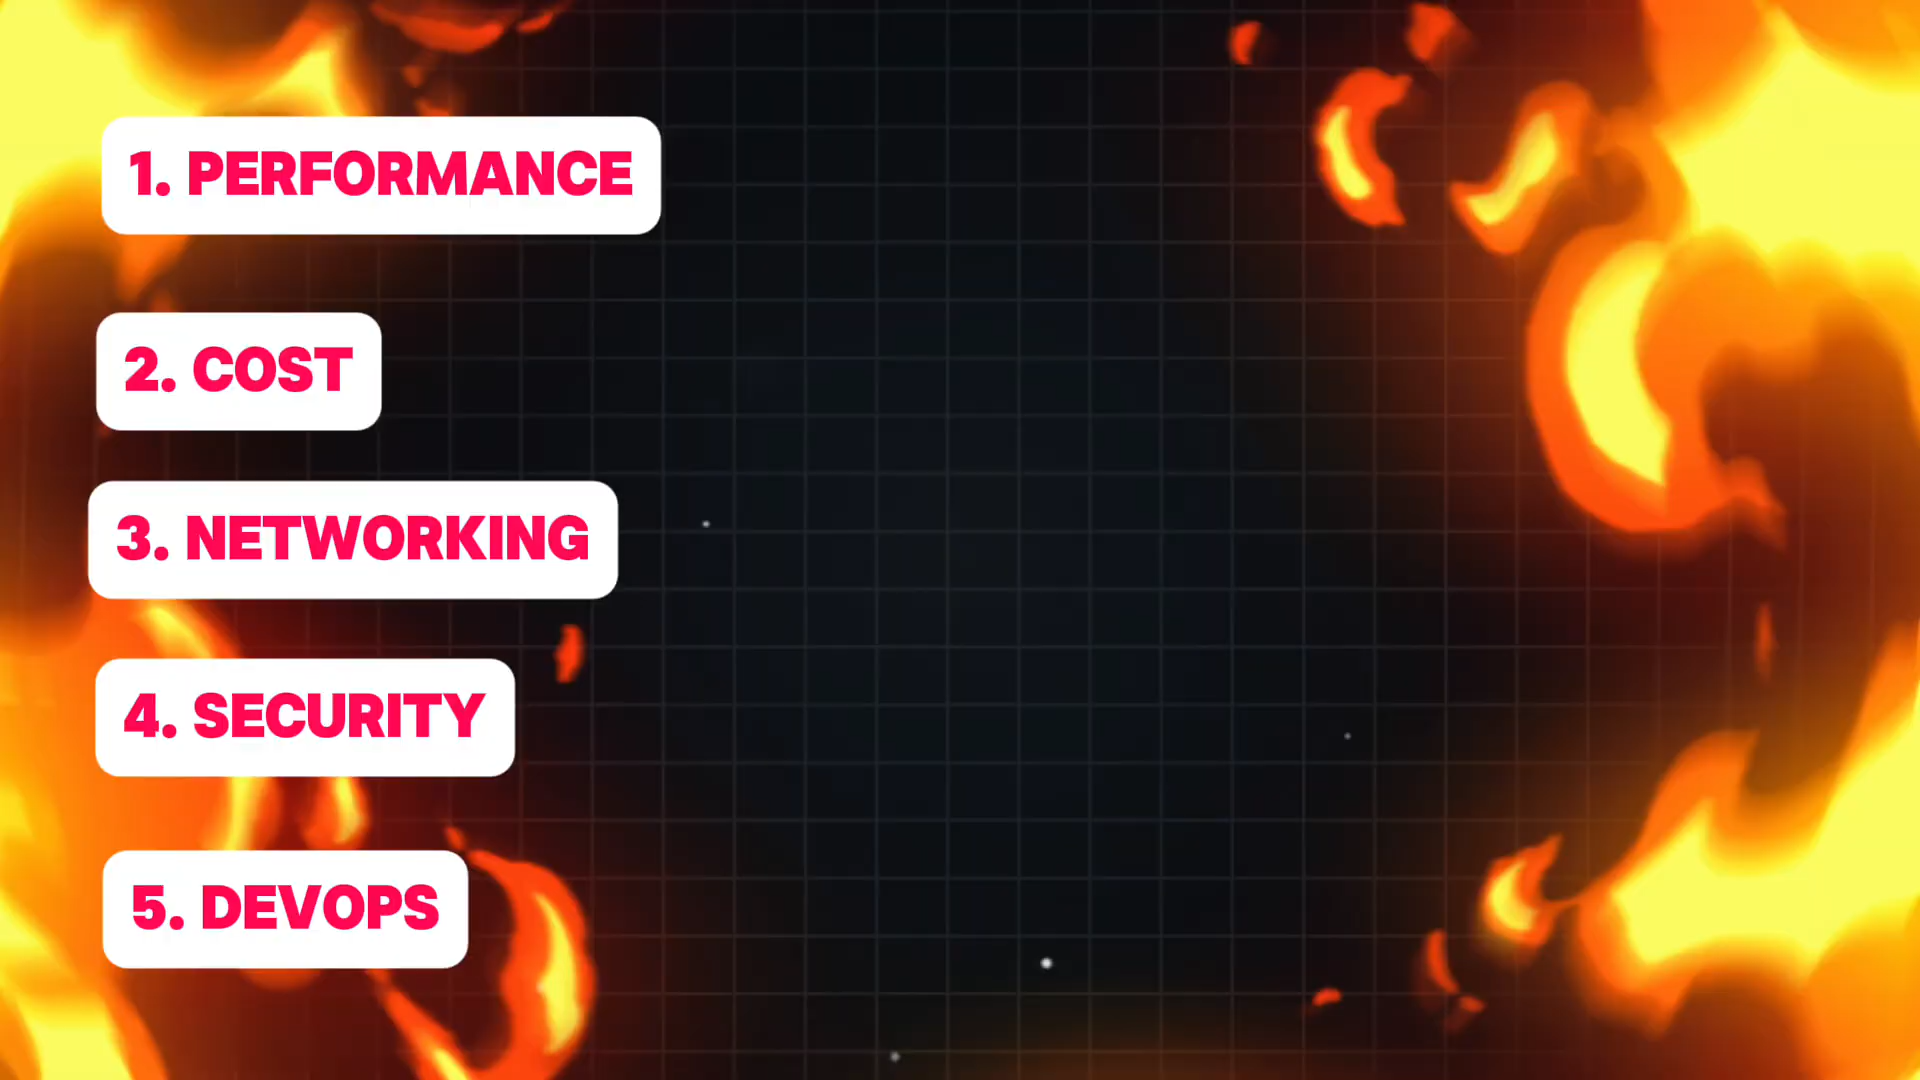 1. PERFORMANCE
2. COST
3. NETWORKING
4. SECURITY
5. DEVOPS